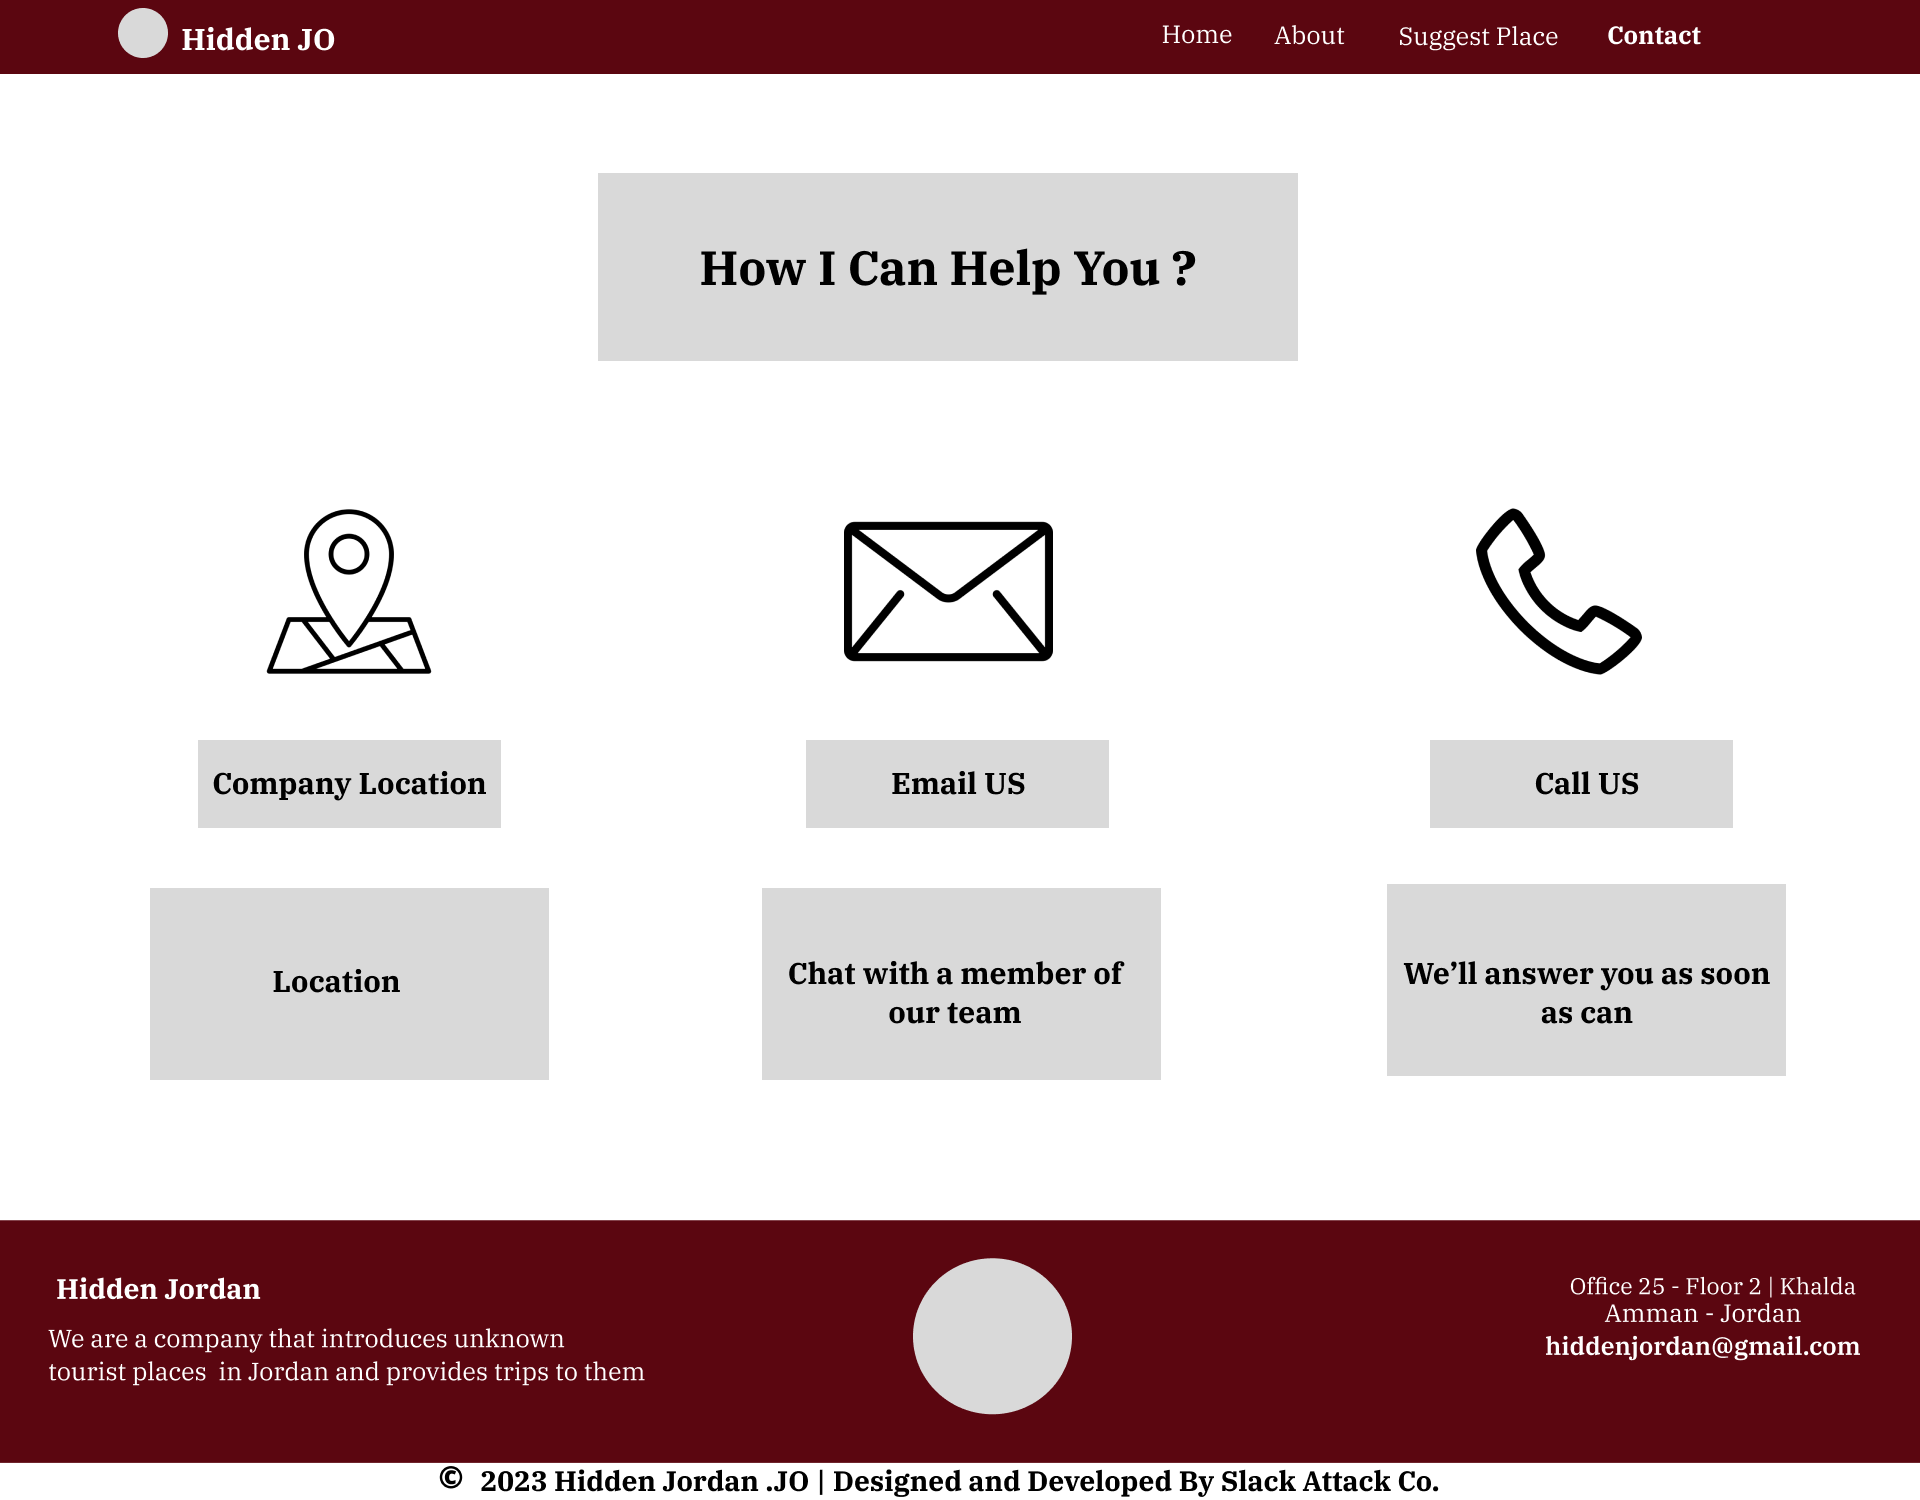 Hidden JO
Home About Suggest Place Contact
How I Can Help You ?
Company Location
Email US
Call US
Location
Chat with a member of
our team
We’ll answer you as soon
as can
Hidden Jordan
We are a company that introduces unknown
tourist places  in Jordan and provides trips to them
Office 25 - Floor 2 | Khalda
Amman - Jordan
hiddenjordan@gmail.com
© 2023 Hidden Jordan .JO | Designed and Developed By Slack Attack Co.